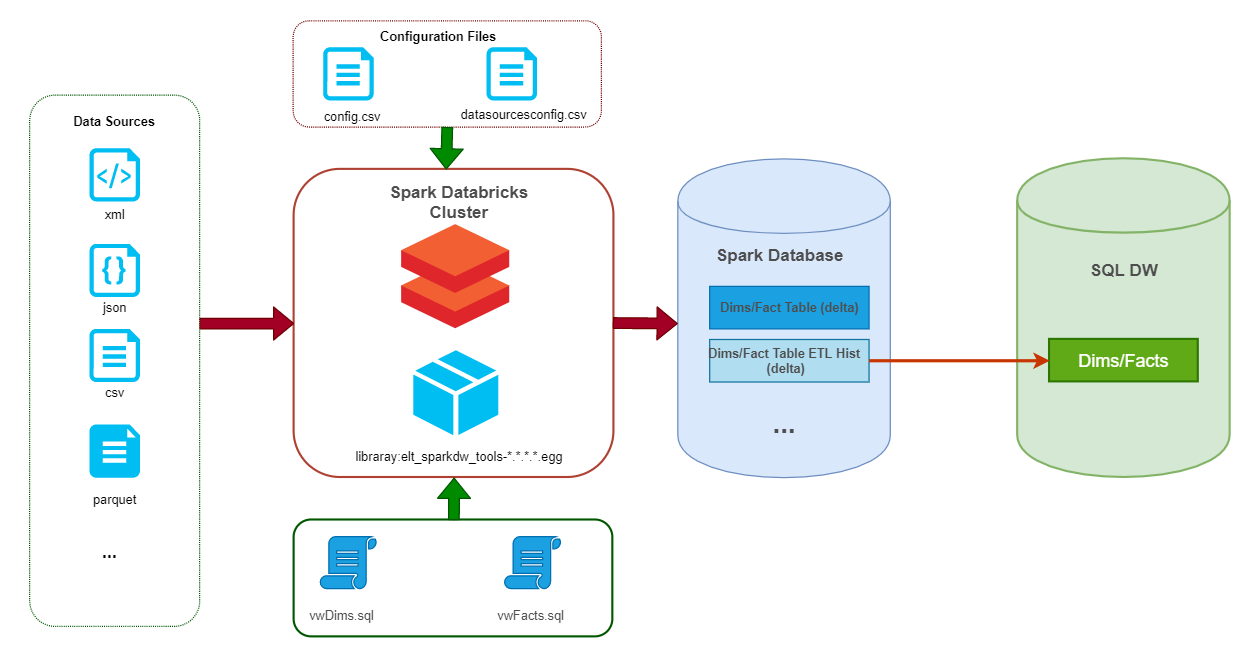 Configuration Files
config.csv
datasourcesconfig.csv
Data Sources
</>
xml
{}
json
csv
parquet
...
Spark Databricks
Cluster
libraray:elt_sparkdw_tools-*.*.*.*.egg
vwDims.sql
vwFacts.sql
Spark Database
Dims/Fact Table (delta)
Dims/Fact Table ETL Hist
(delta)
...
SQL DW
Dims/Facts